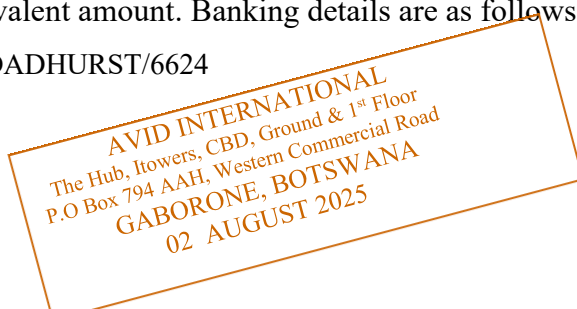 valent amount. Banking details are as follows
OADHURST/6624
AVID INTERNATIONAL
The Hub, Itowers, CBD, Ground & 1st Floor
P.O Box 794 AAH, Western Commercial Road
GABORONE, BOTSWANA
02 AUGUST 2025